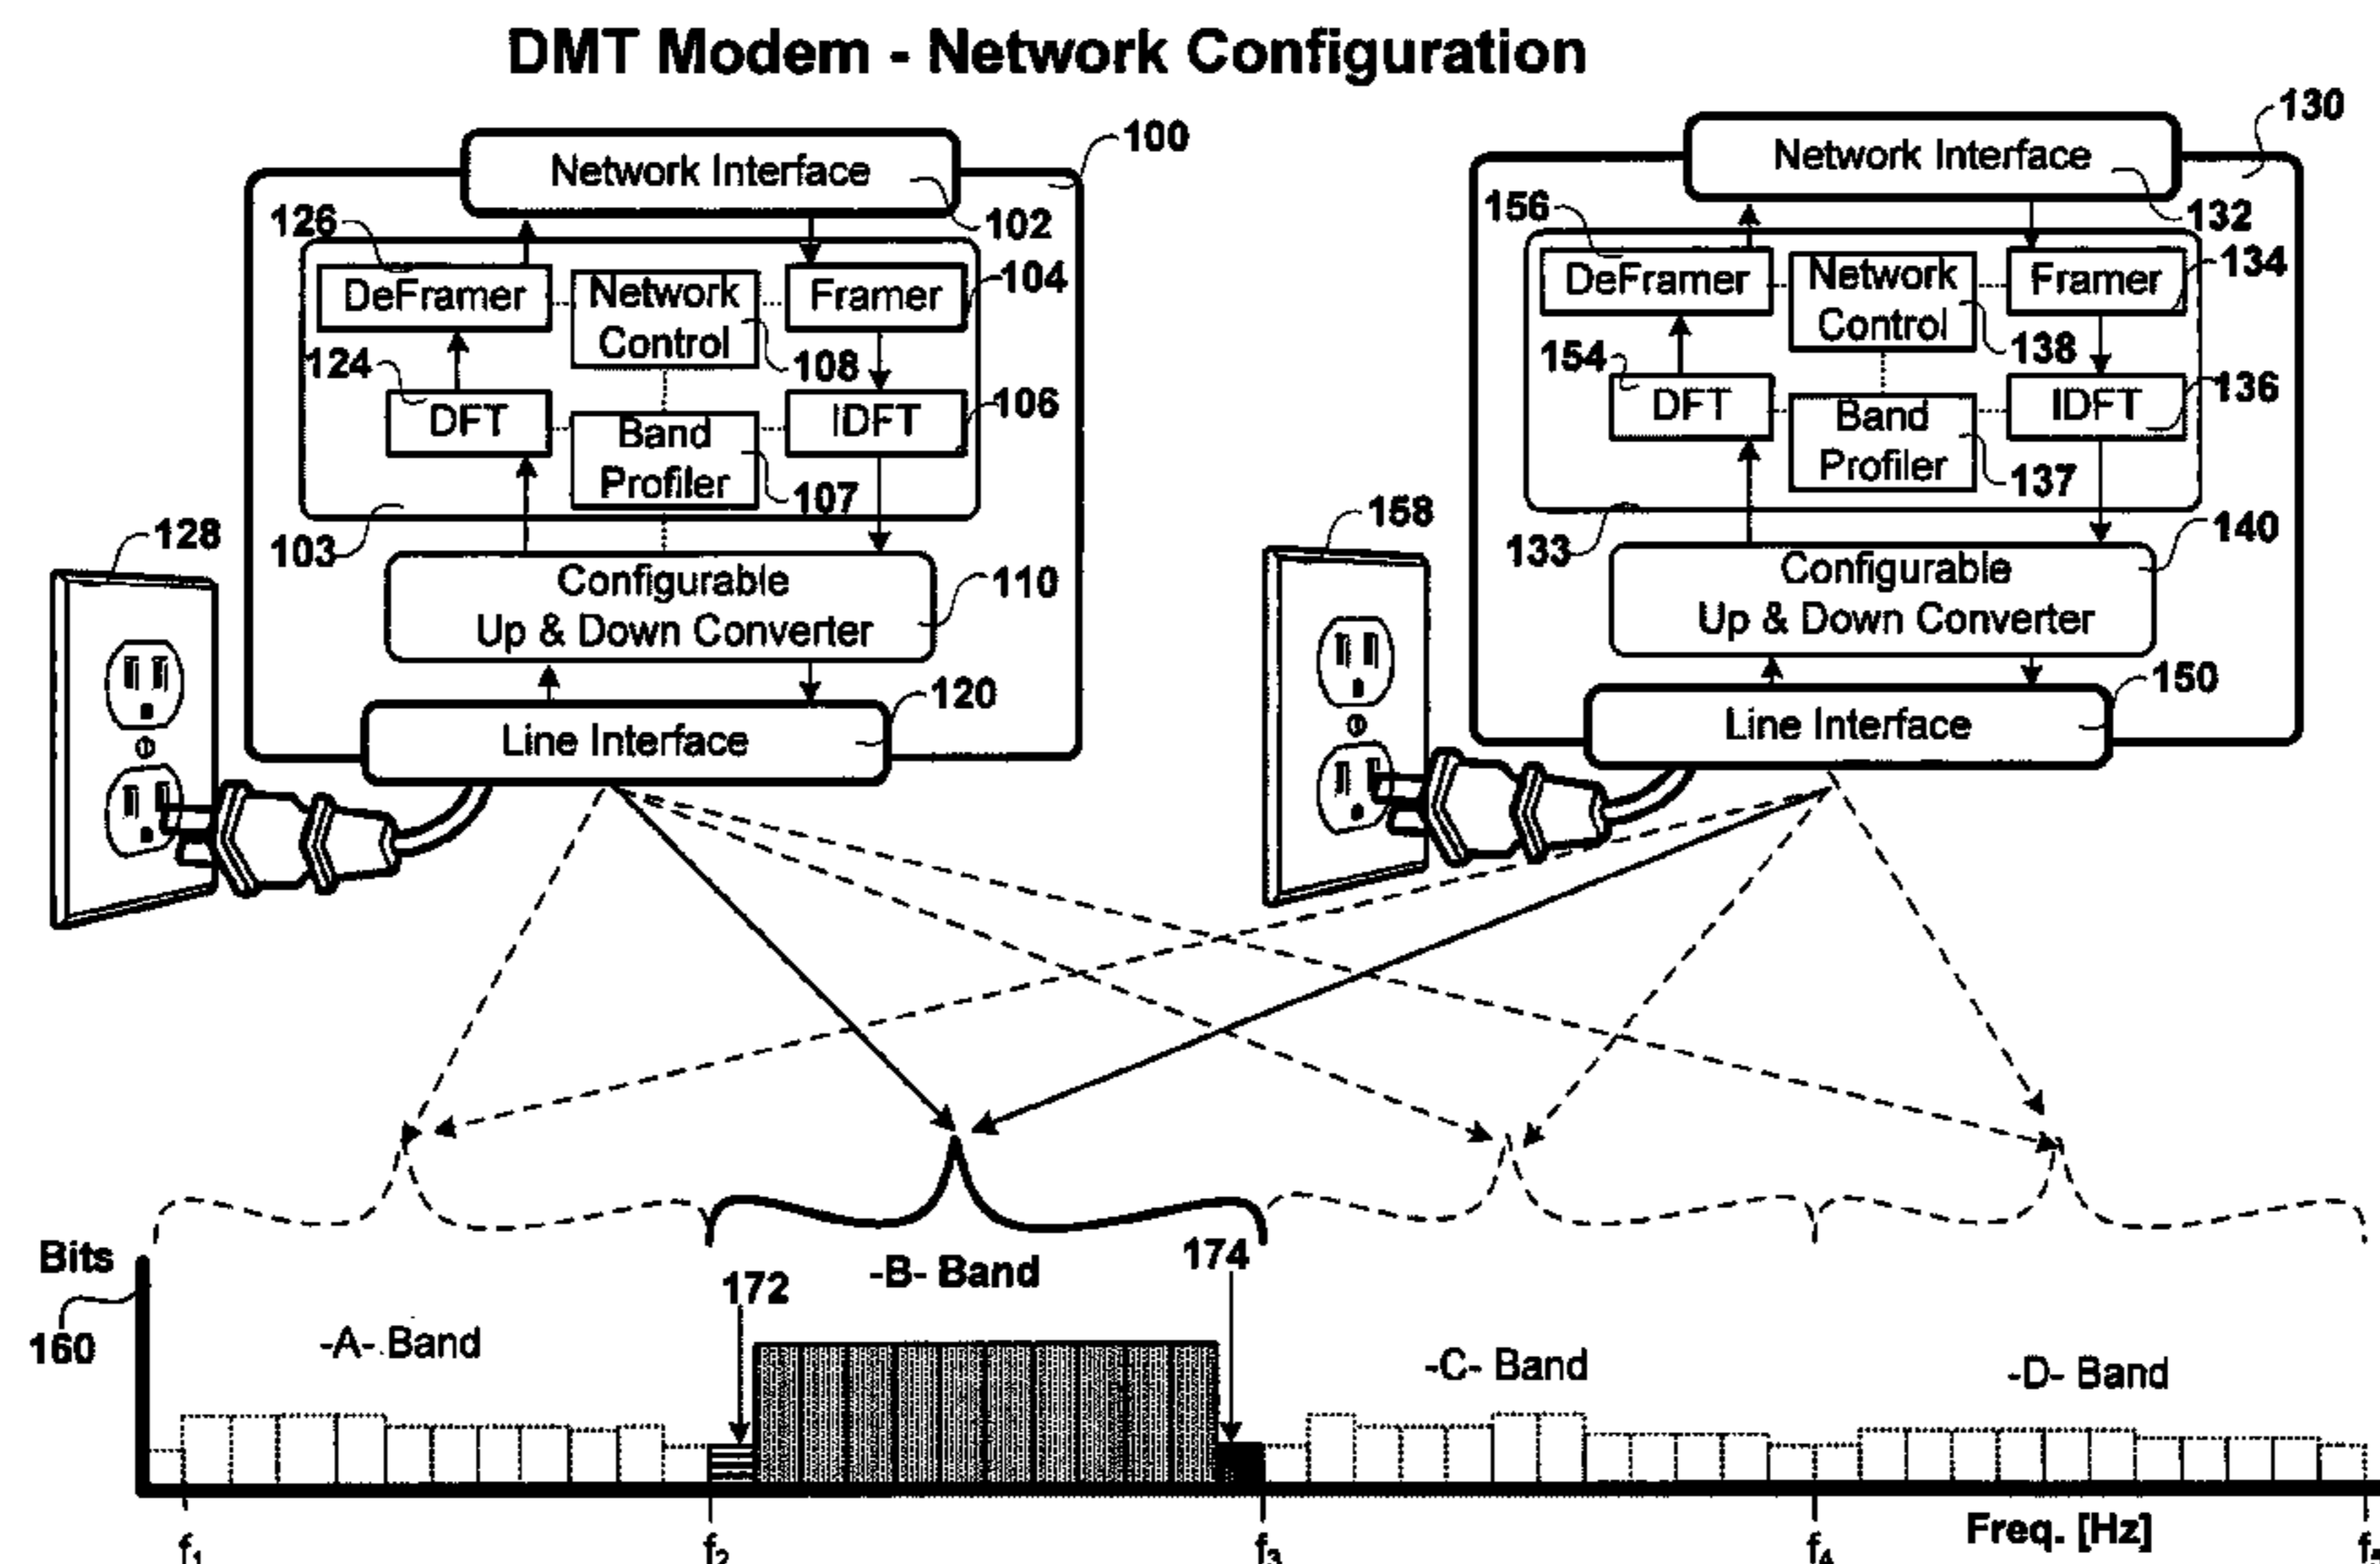 DMT Modem - Network Configuration
100
Network Interface
102
126
DeFramer
Network
Control
108
Framer
104
124
DFT
Band
Profiler
107
IDFT
106
103
Configurable
Up & Down Converter
110
Line Interface
120
128
130
Network Interface
132
156
DeFramer
Network
Control
138
Framer
134
154
DFT
Band
Profiler
137
IDFT
136
133
Configurable
Up & Down Converter
140
Line Interface
150
158
Bits
160
-A- Band
172
-B- Band
174
-C- Band
-D- Band
f1
f2
f3
f4
Freq. [Hz]